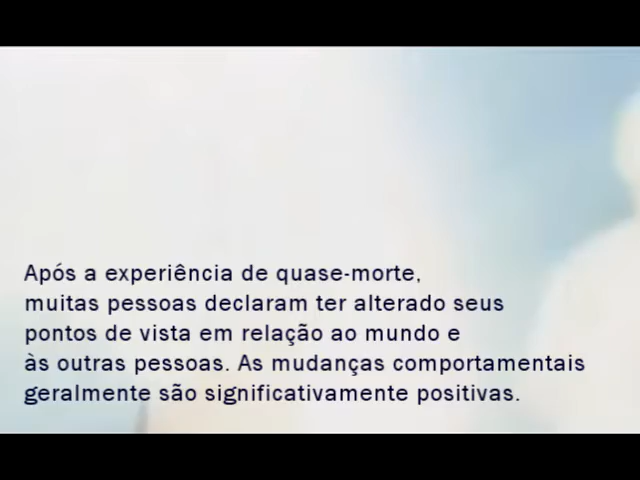 Após a experiência de quase-morte,
muitas pessoas declaram ter alterado seus
pontos de vista em relação ao mundo e
às outras pessoas. As mudanças comportamentais
geralmente são significativamente positivas.